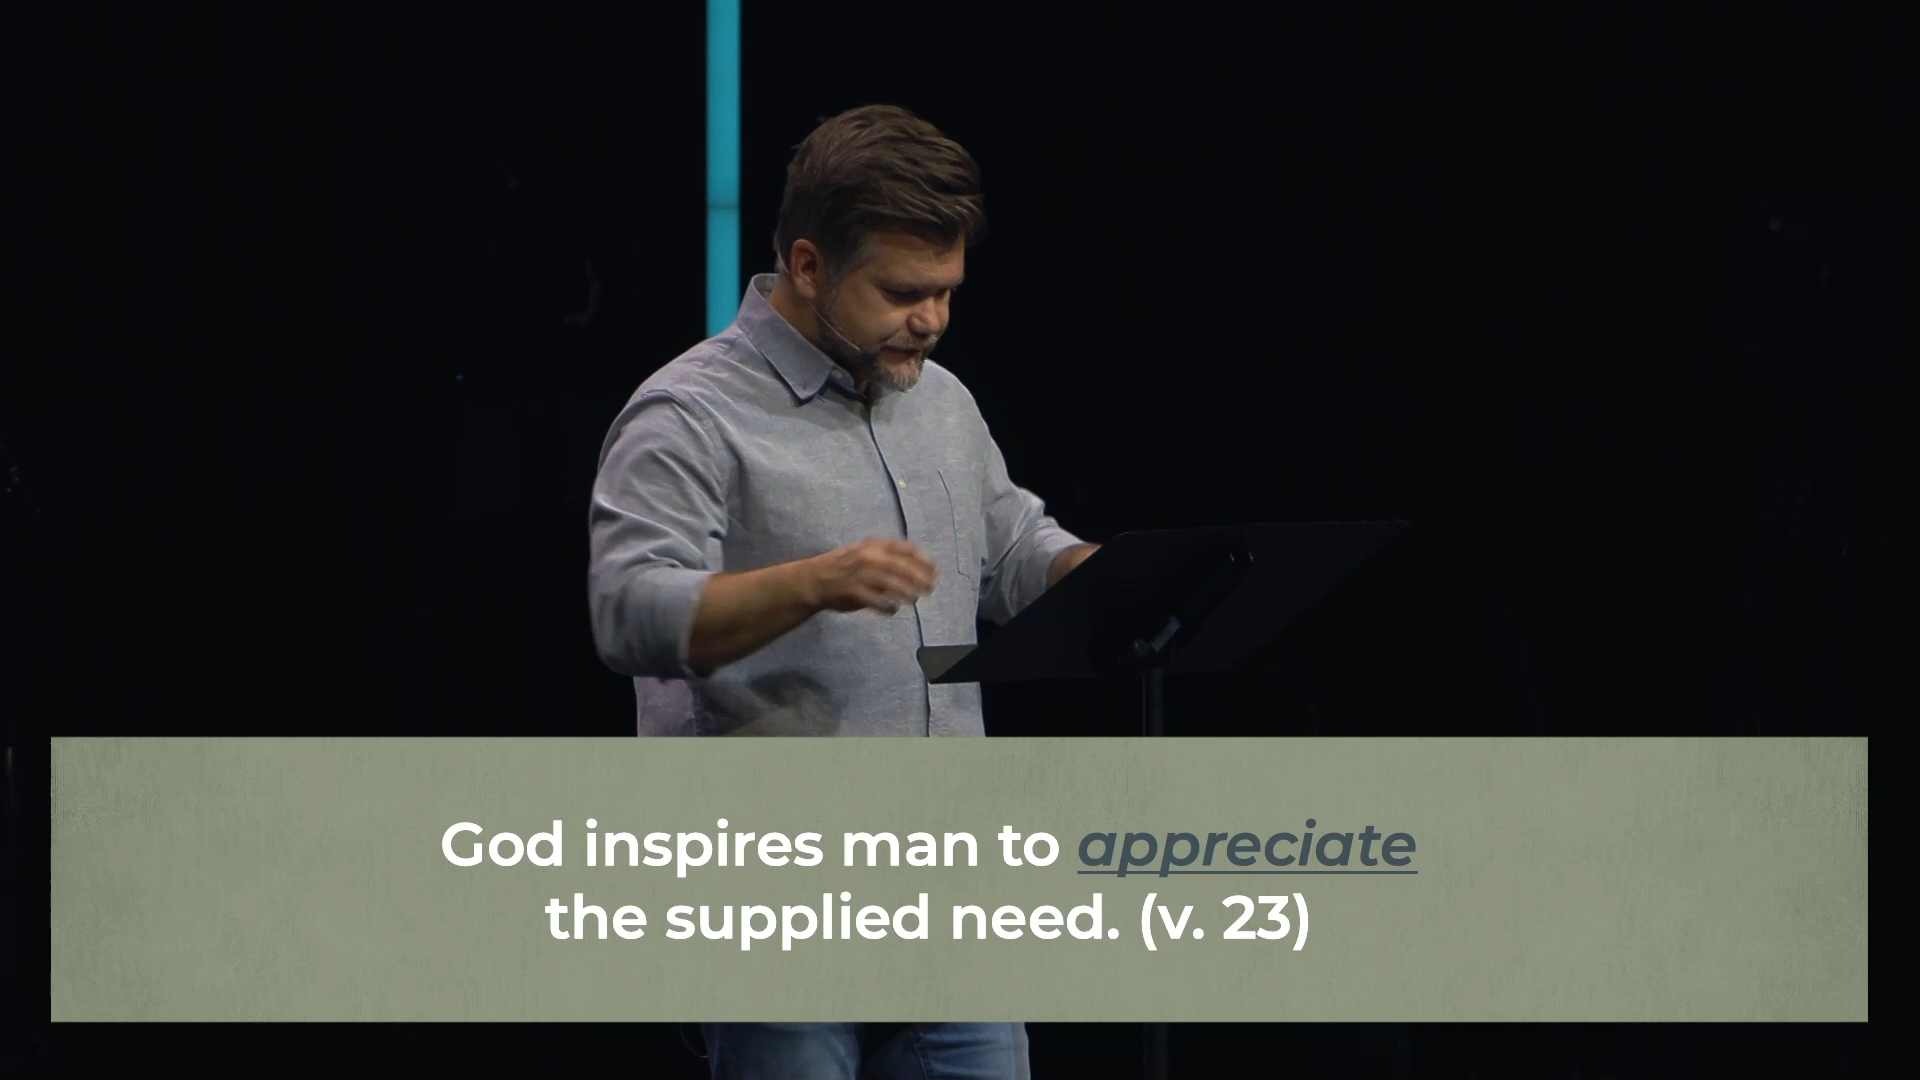 God inspires man to appreciate
the supplied need. (v. 23)